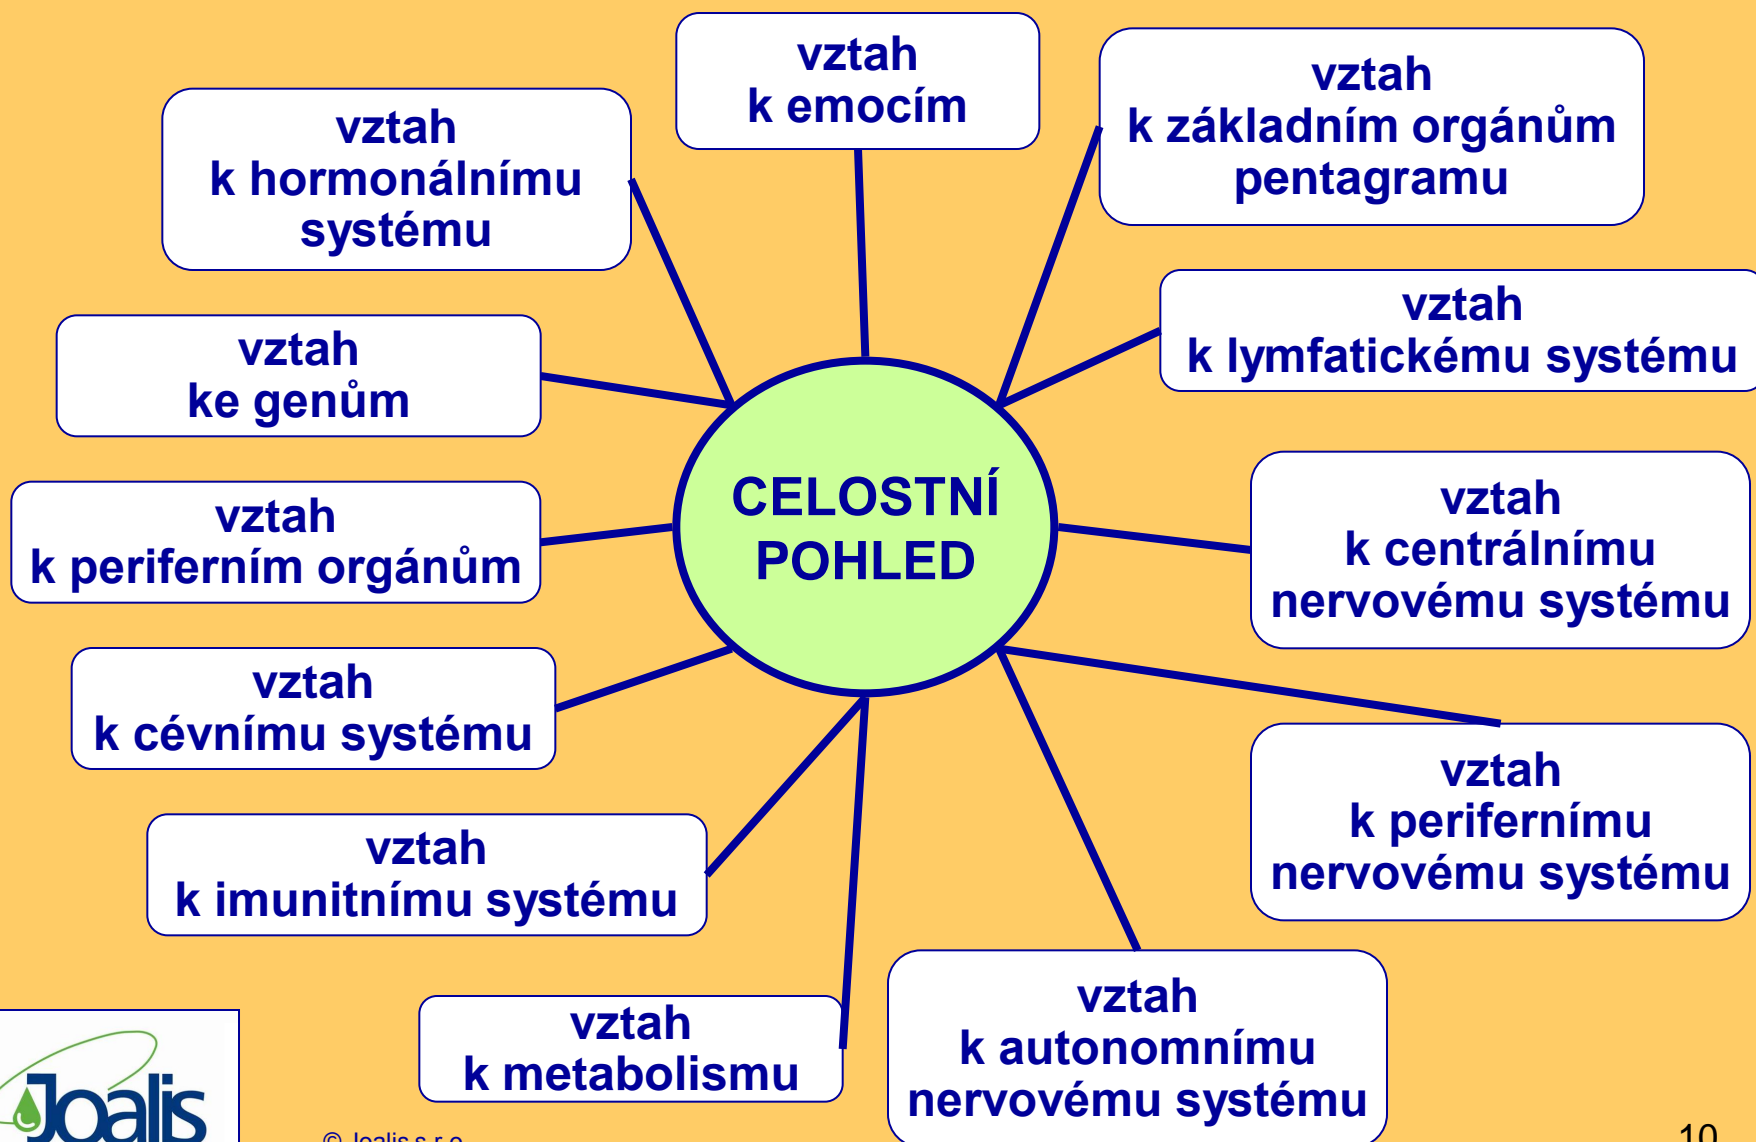 vztah
k emocím
vztah
k základním orgánům
pentagramu
vztah
k hormonálnímu
systému
vztah
k lymfatickému systému
vztah
ke genům
CELOSTNÍ
POHLED
vztah
k centrálnímu
nervovému systému
vztah
k periferním orgánům
vztah
k cévnímu systému
vztah
k perifernímu
nervovému systému
vztah
k imunitnímu systému
vztah
k autonomnímu
nervovému systému
vztah
k metabolismu
Joalis
© Joalis s.r.o.
10